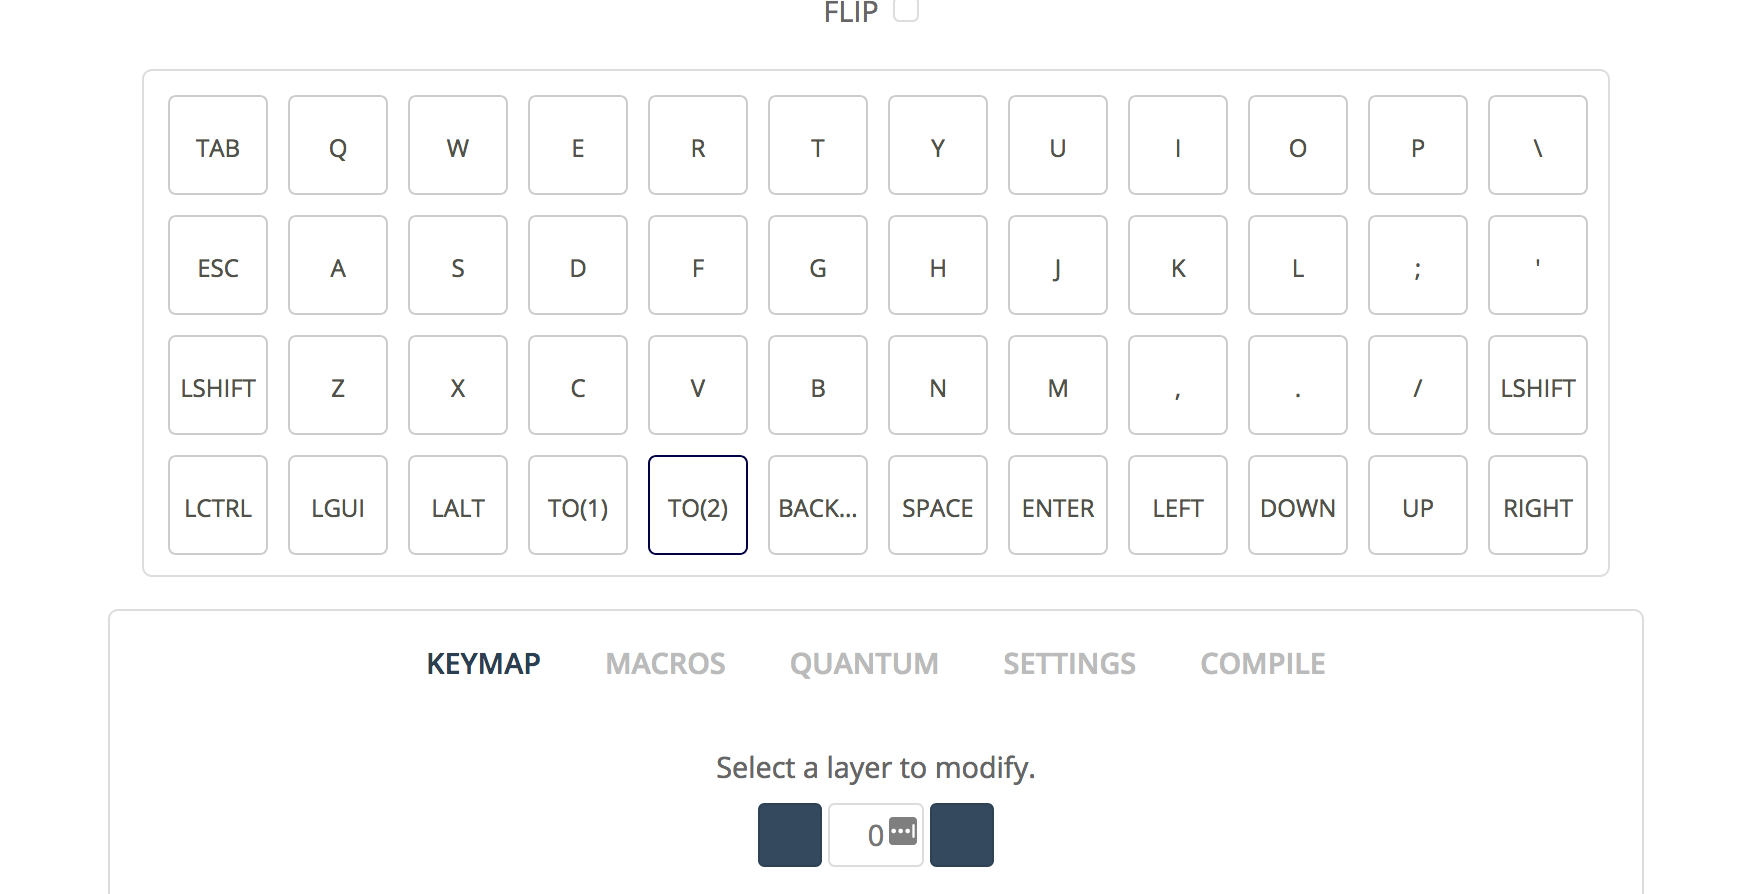 FLIP
TAB Q W E R T Y U I O P \
ESC A S D F G H J K L ; '
LSHIFT Z X C V B N M , . / LSHIFT
LCTRL LGUI LALT TO(1) TO(2) BACK... SPACE ENTER LEFT DOWN UP RIGHT
KEYMAP MACROS QUANTUM SETTINGS COMPILE
Select a layer to modify.
0